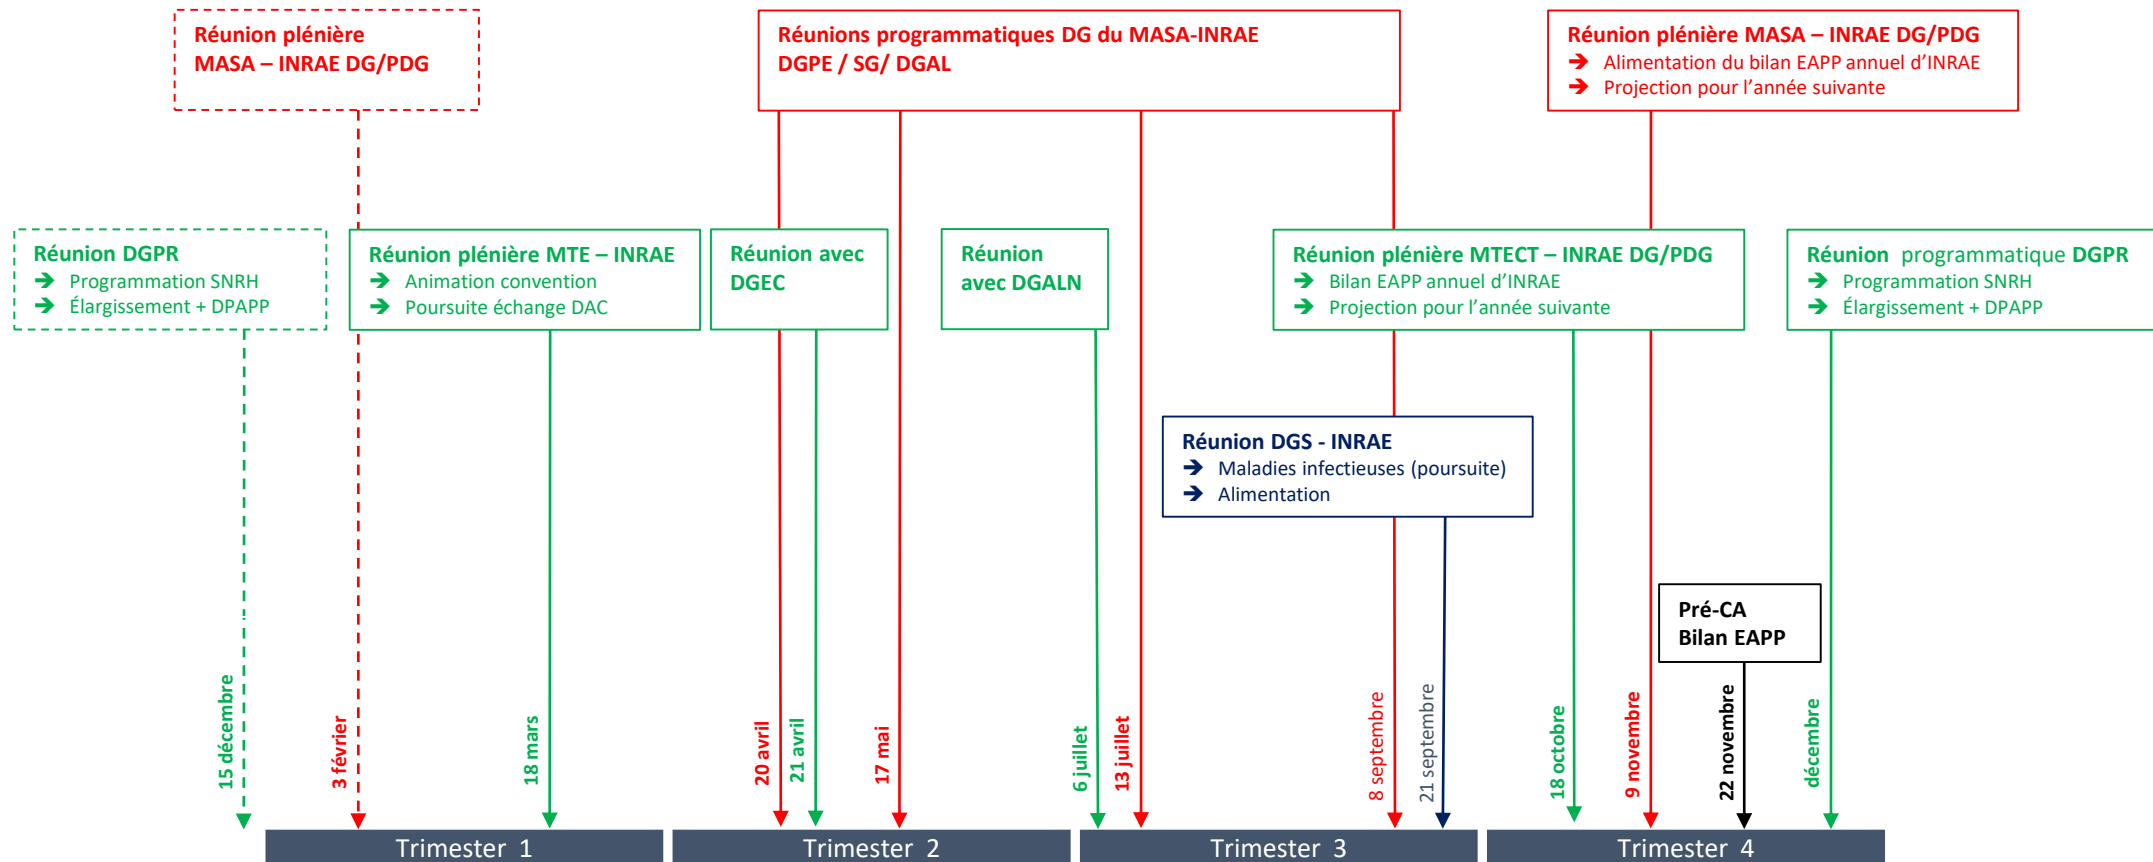 Réunion plénière
MASA – INRAE DG/PDG
Réunions programmatiques DG du MASA-INRAE
DGPE / SG/ DGAL
Réunion plénière MASA – INRAE DG/PDG
➔ Alimentation du bilan EAPP annuel d’INRAE
➔ Projection pour l’année suivante
Réunion DGPR
➔ Programmation SNRH
➔ Élargissement + DPAPP
Réunion plénière MTE – INRAE
➔ Animation convention
➔ Poursuite échange DAC
Réunion avec
DGEC
Réunion
avec DGALN
Réunion plénière MTECT – INRAE DG/PDG
➔ Bilan EAPP annuel d’INRAE
➔ Projection pour l’année suivante
Réunion programmatique DGPR
➔ Programmation SNRH
➔ Élargissement + DPAPP
Réunion DGS - INRAE
➔ Maladies infectieuses (poursuite)
➔ Alimentation
Pré-CA
Bilan EAPP
15 décembre
3 février
18 mars
20 avril
21 avril
17 mai
6 juillet
13 juillet
8 septembre
21 septembre
18 octobre
9 novembre
22 novembre
décembre
Trimester 1
Trimester 2
Trimester 3
Trimester 4